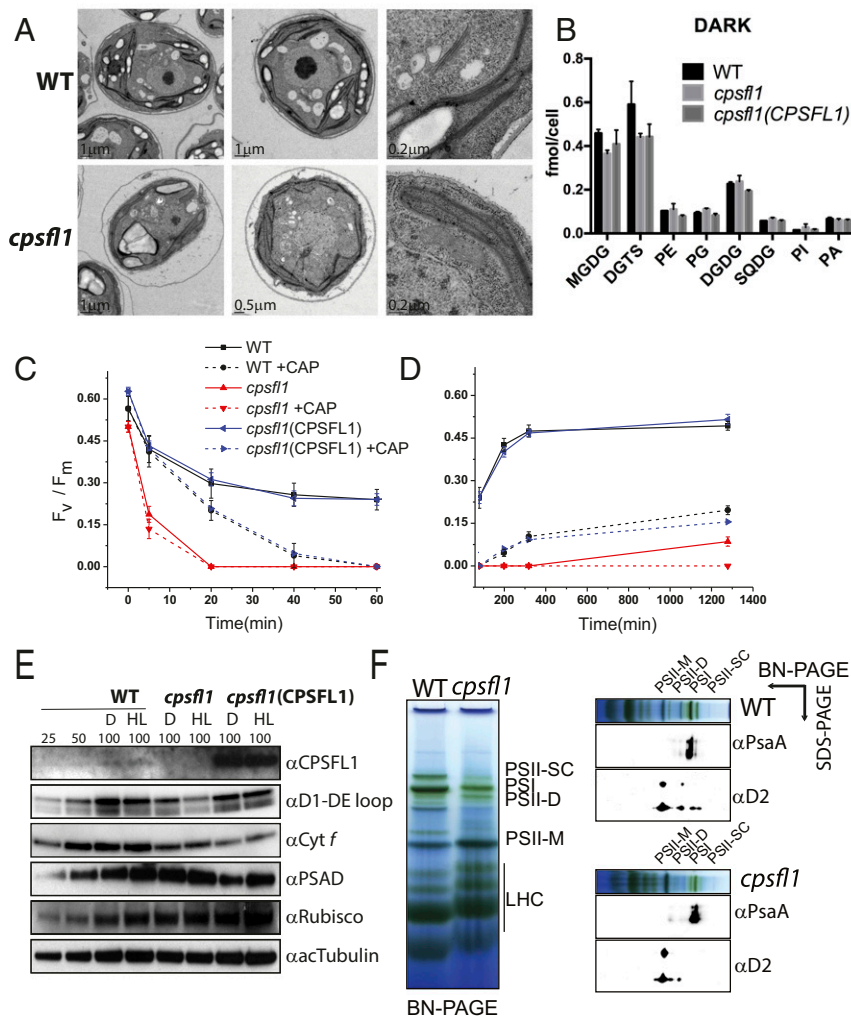 A
WT
1μm
1μm
0.2μm
cpsfl1
1μm
0.5μm
0.2μm
B
DARK
WT
cpsfl1
cpsfl1(CPSFL1)
fmol/cell
0.6
0.4
0.2
0.0
MGDG
DGTS
PE
PG
DGDG
SQDG
PI
PA
C
WT
WT +CAP
cpsfl1
cpsfl1 +CAP
cpsfl1(CPSFL1)
cpsfl1(CPSFL1) +CAP
Fv / Fm
0.60
0.45
0.30
0.15
0.00
0 10 20 30 40 50 60
Time(min)
D
0.60
0.45
0.30
0.15
0.00
200 400 600 800 1000 1200 1400
Time(min)
E
WT cpsfl1 cpsfl1(CPSFL1)
D HL D HL D HL
25 50 100 100 100 100 100 100
αCPSFL1
αD1-DE loop
αCyt f
αPSAD
αRubisco
αacTubulin
F
WT cpsfl1
PSII-SC
PSI
PSII-D
PSII-M
LHC
BN-PAGE
PSII-M
PSII-D
PSI
PSII-SC
BN-PAGE
SDS-PAGE
WT
αPsaA
αD2
PSII-M
PSII-D
PSI
PSII-SC
cpsfl1
αPsaA
αD2